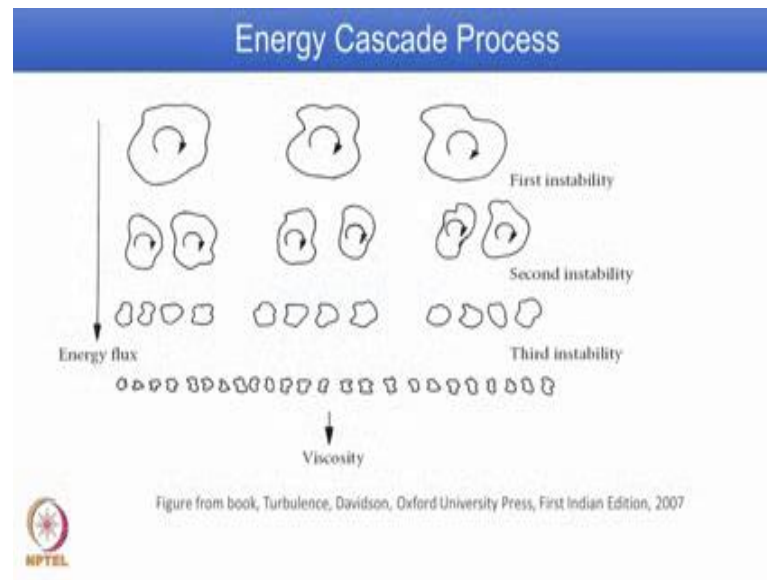 Energy Cascade Process
First instability
Second instability
Energy flux
Third instability
Viscosity
Figure from book, Turbulence, Davidson, Oxford University Press, First Indian Edition, 2007
NPTEL